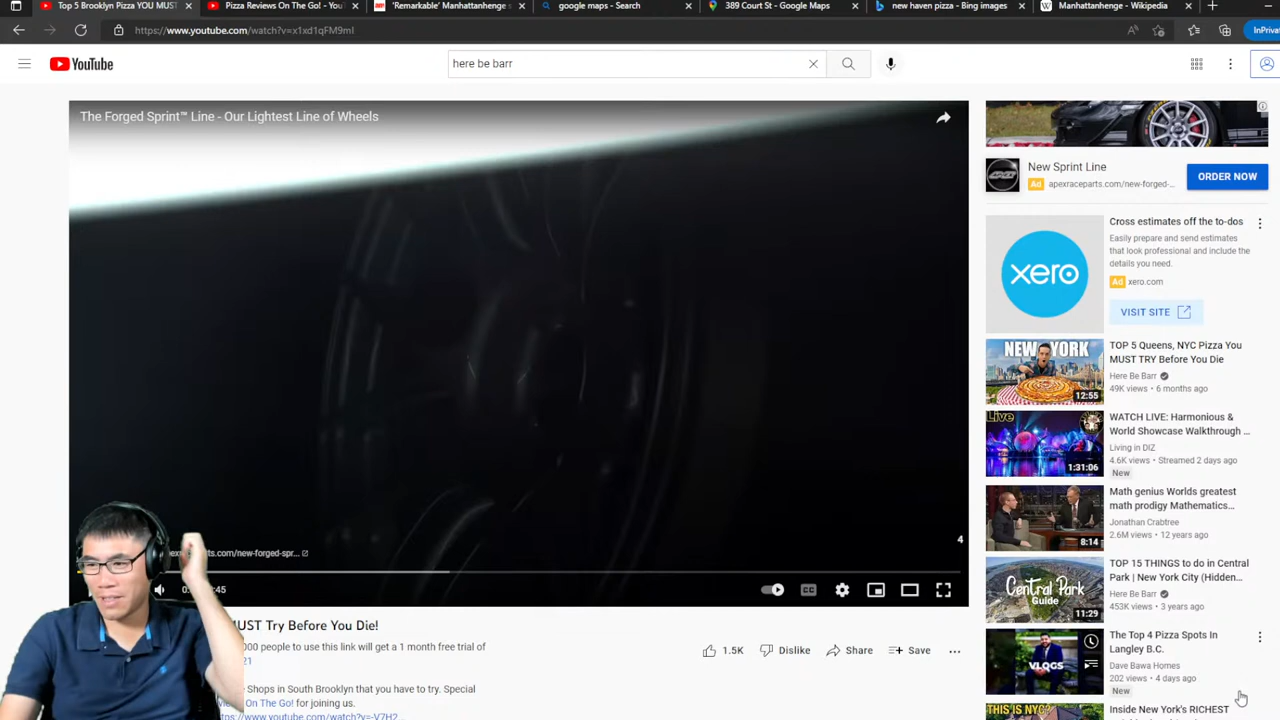 Top 5 Brooklyn Pizza YOU MUST
Pizza Reviews On The Go! - YouT
'Remarkable' Manhattanhenge s
google maps - Search
389 Court St - Google Maps
new haven pizza - Bing images
Manhattanhenge - Wikipedia
https://www.youtube.com/watch?v=x1xd1qFM9mI
InPrivat
YouTube
here be barr
The Forged Sprint™ Line - Our Lightest Line of Wheels
4
:45
MUST Try Before You Die!
000 people to use this link will get a 1 month free trial of
21
Shops in South Brooklyn that you have to try. Special
On The Go! for joining us.
1.5K
Dislike
Share
Save
New Sprint Line
Ad apexraceparts.com/new-forged-...
ORDER NOW
Cross estimates off the to-dos
Easily prepare and send estimates
that look professional and include the
details you need.
Ad xero.com
VISIT SITE
xero
NEW YORK
12:55
TOP 5 Queens, NYC Pizza You
MUST TRY Before You Die
Here Be Barr
49K views • 6 months ago
Live
1:31:06
WATCH LIVE: Harmonious &
World Showcase Walkthrough ...
Living in DIZ
4.6K views • Streamed 2 days ago
New
8:14
Math genius Worlds greatest
math prodigy Mathematics...
Jonathan Crabtree
2.6M views • 12 years ago
Central Park
Guide
11:29
TOP 15 THINGS to do in Central
Park | New York City (Hidden...
Here Be Barr
453K views • 3 years ago
VLOGS
The Top 4 Pizza Spots In
Langley B.C.
Dave Bawa Homes
202 views • 4 days ago
New
THIS IS NYC?
Inside New York's RICHEST